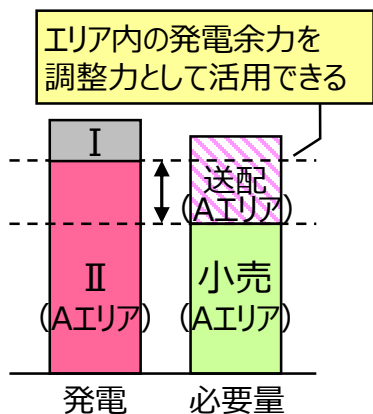 エリア内の発電余力を
調整力として活用できる
Ⅰ
送配
(Aエリア)
Ⅱ
(Aエリア)
小売
(Aエリア)
発電
必要量